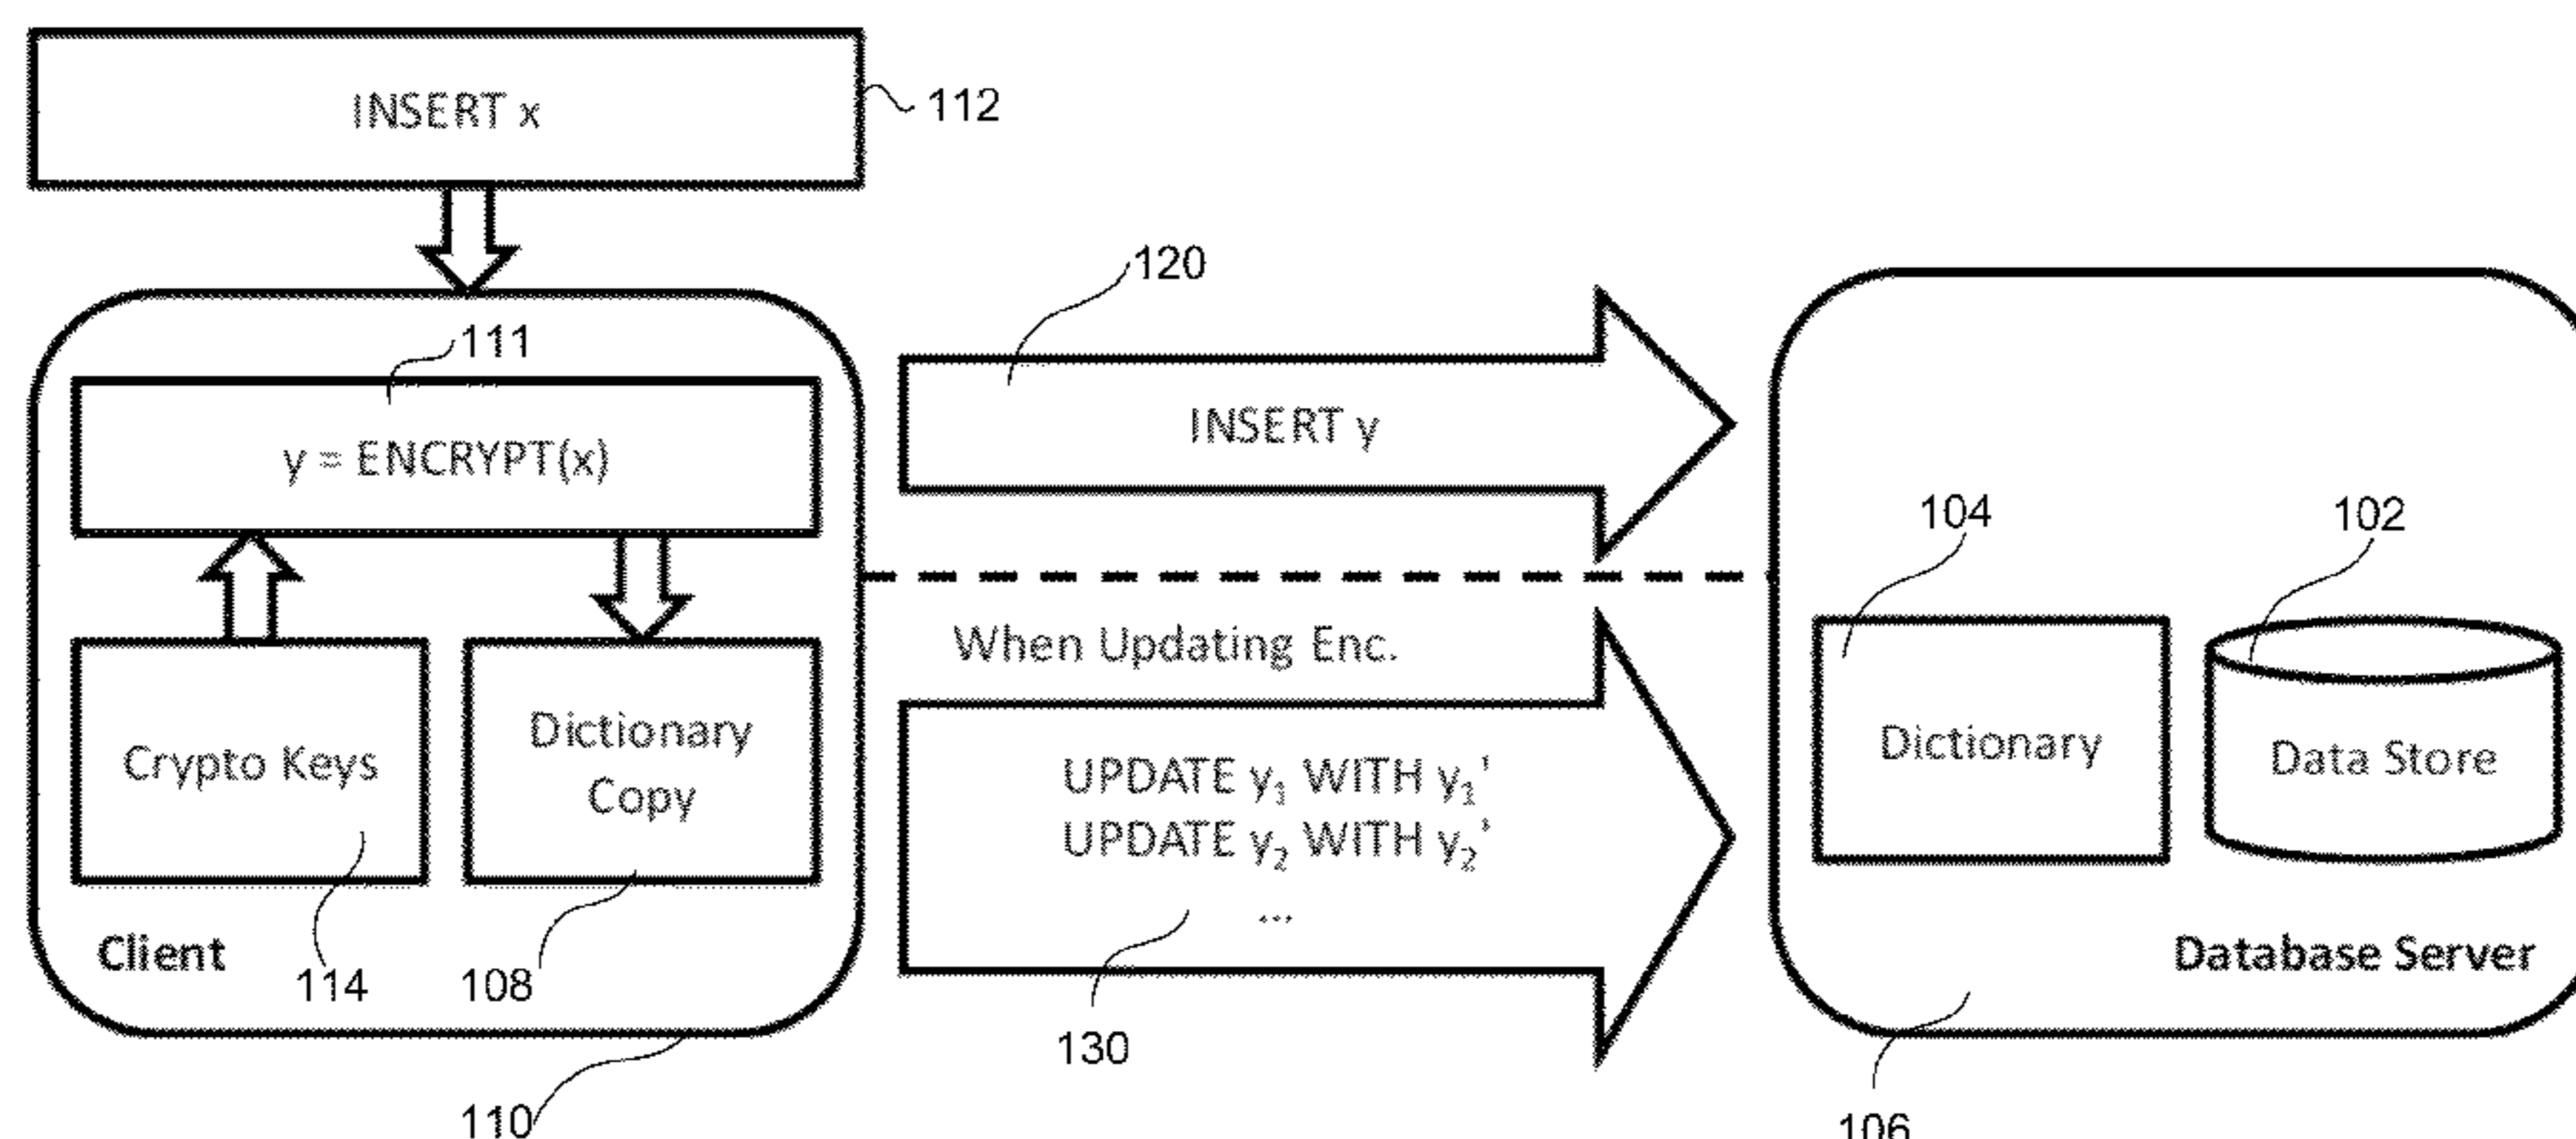 INSERT x
112
120
111
y = ENCRYPT(x)
INSERT y
104
102
When Updating Enc.
Crypto Keys
Dictionary
Copy
UPDATE y₁ WITH y₁'
UPDATE y₂ WITH y₂'
...
Dictionary
Data Store
Client
114
108
130
Database Server
110
106